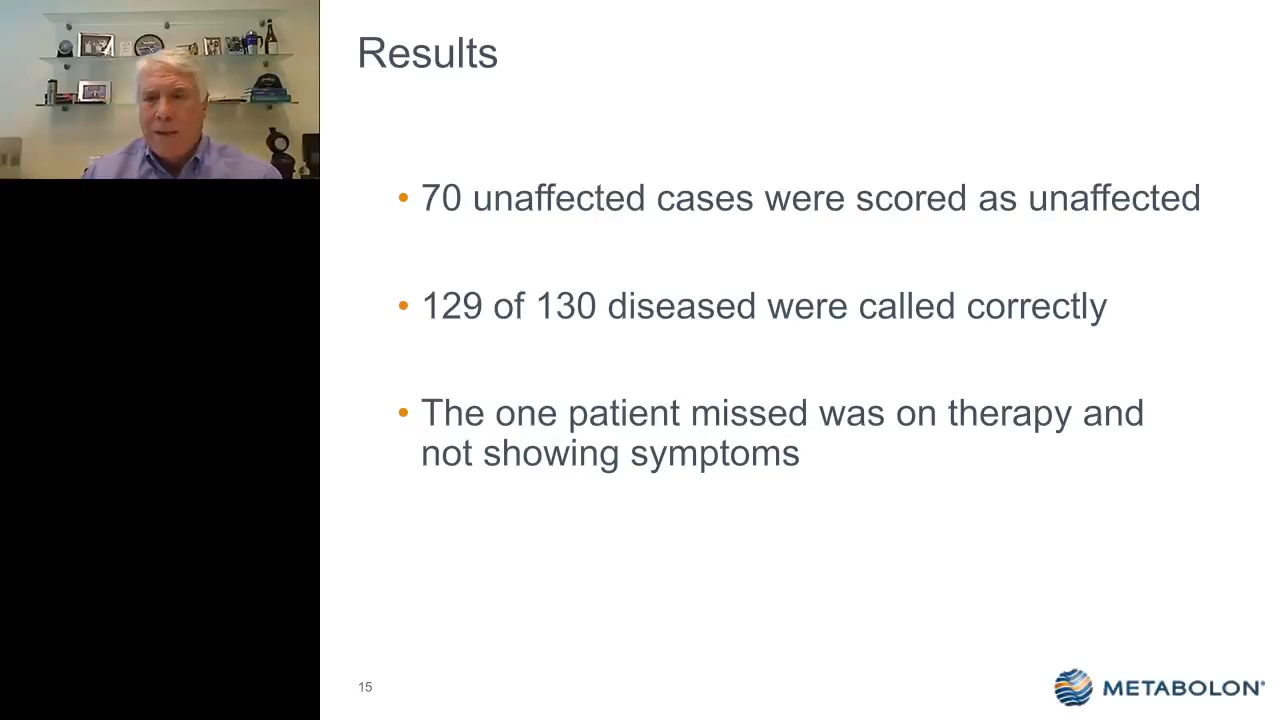 Results
• 70 unaffected cases were scored as unaffected
• 129 of 130 diseased were called correctly
• The one patient missed was on therapy and
not showing symptoms
15
METABOLON®